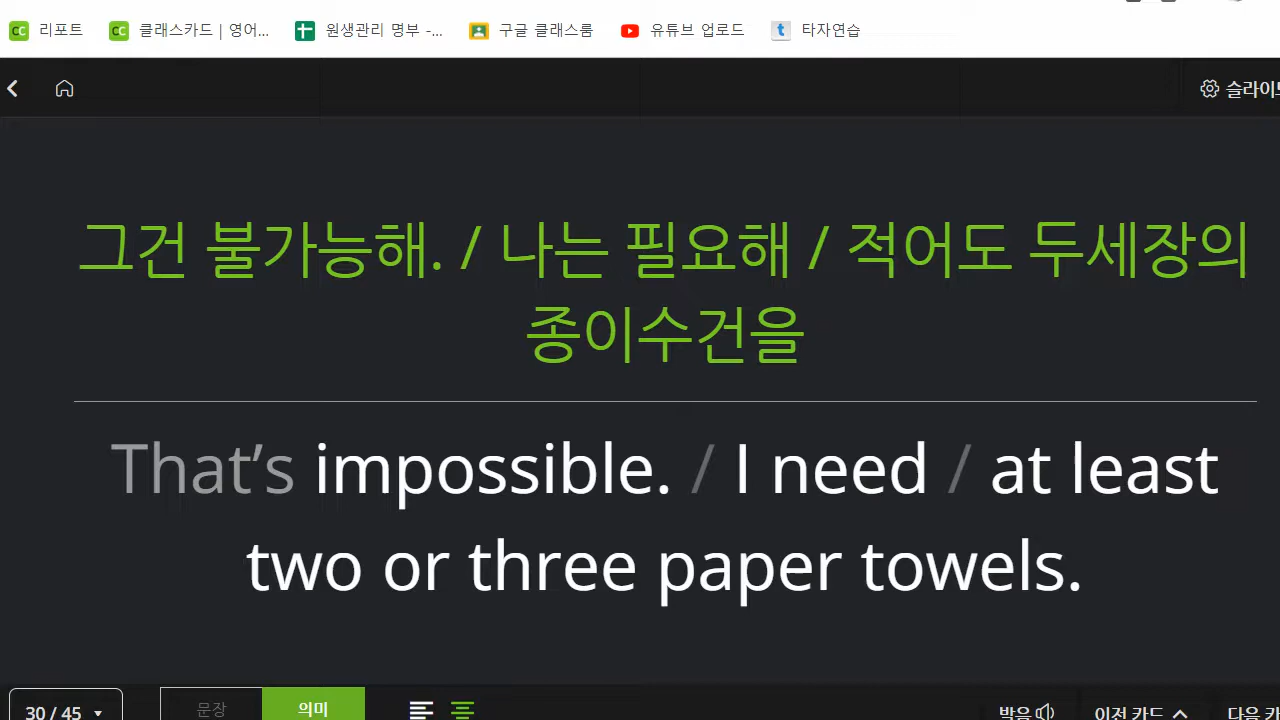 리포트 클래스카드 | 영어... 원생관리 명부 -... 구글 클래스룸 유튜브 업로드 타자연습
그건 불가능해. / 나는 필요해 / 적어도 두세장의
종이수건을
That's impossible. / I need / at least
two or three paper towels.
30 / 45 문장 의미 발음 이전 카드 다음